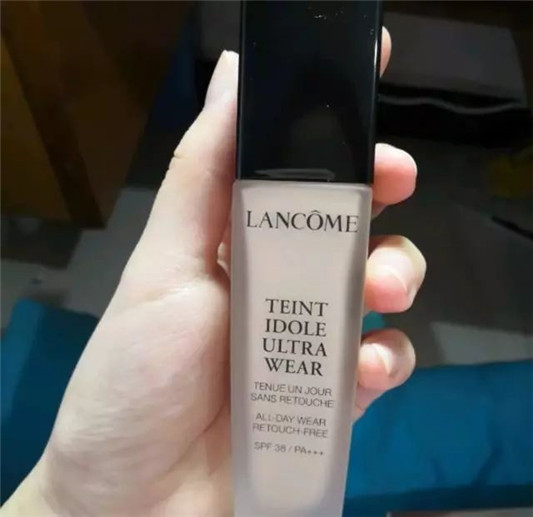 LANCÔME
TEINT
IDOLE
ULTRA
WEAR
TENUE UN JOUR
SANS RETOUCHE
ALL-DAY WEAR
RETOUCH-FREE
SPF 38 / PA+++